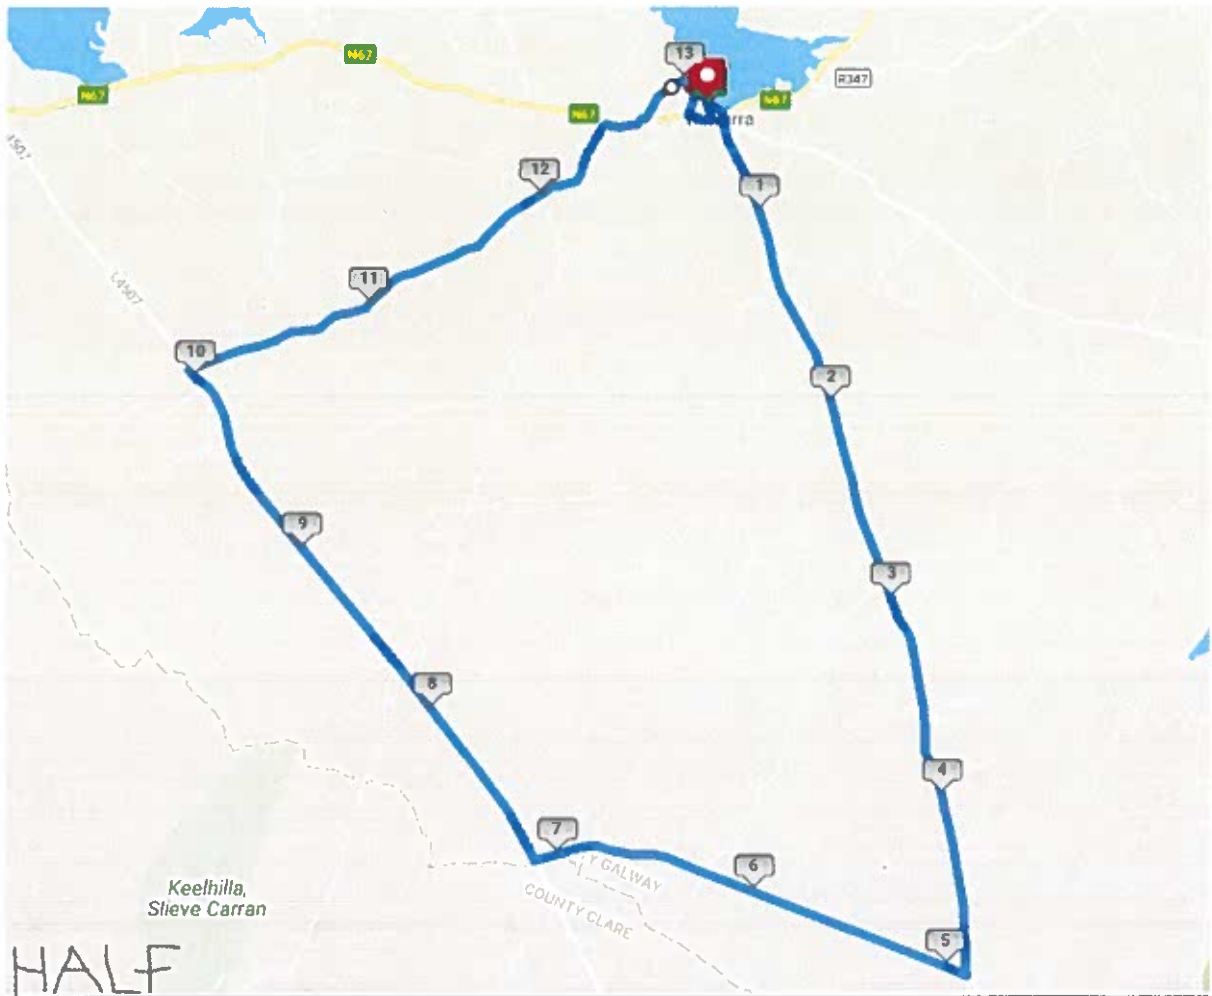 13
N67
R347
N67
N67
N67
1
12
11
L4507
10
2
9
3
8
4
7
6
Y GALWAY
COUNTY CLARE
Keelhilla,
Slieve Carran
5
HALF